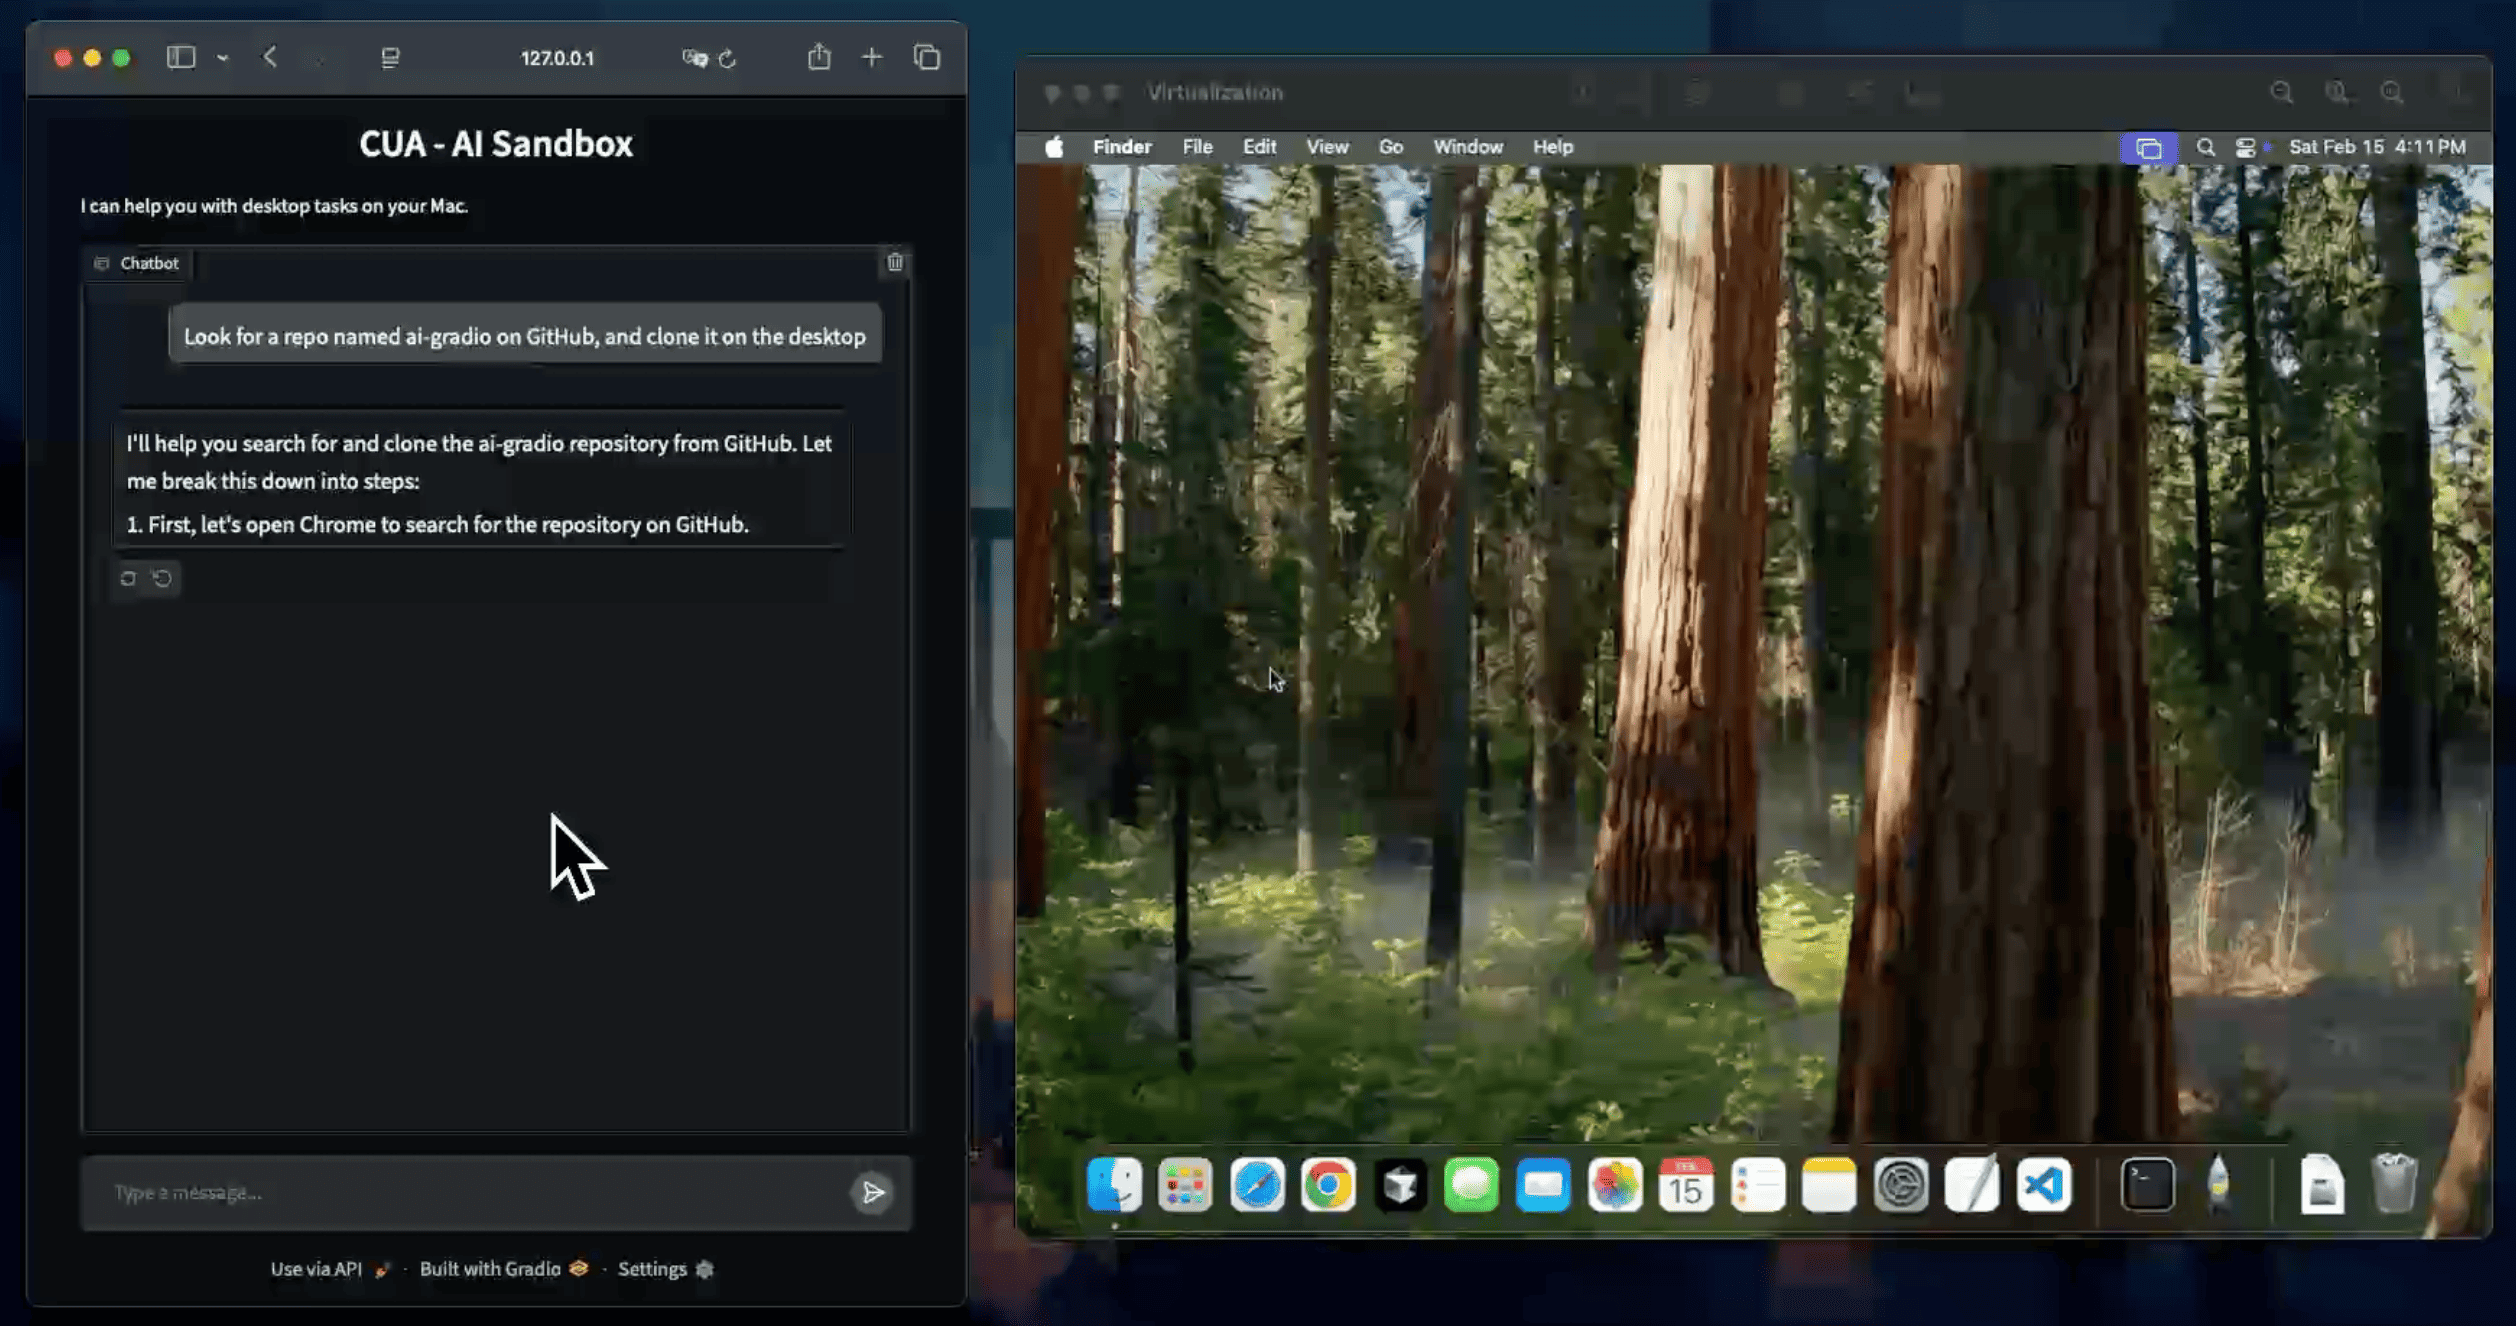 127.0.0.1
CUA - AI Sandbox
I can help you with desktop tasks on your Mac.
Chatbot
Look for a repo named ai-gradio on GitHub, and clone it on the desktop
I'll help you search for and clone the ai-gradio repository from GitHub. Let
me break this down into steps:
1. First, let's open Chrome to search for the repository on GitHub.
Type a message...
Use via API · Built with Gradio · Settings
Virtualization
Finder File Edit View Go Window Help Sat Feb 15 4:11 PM
FEB
15